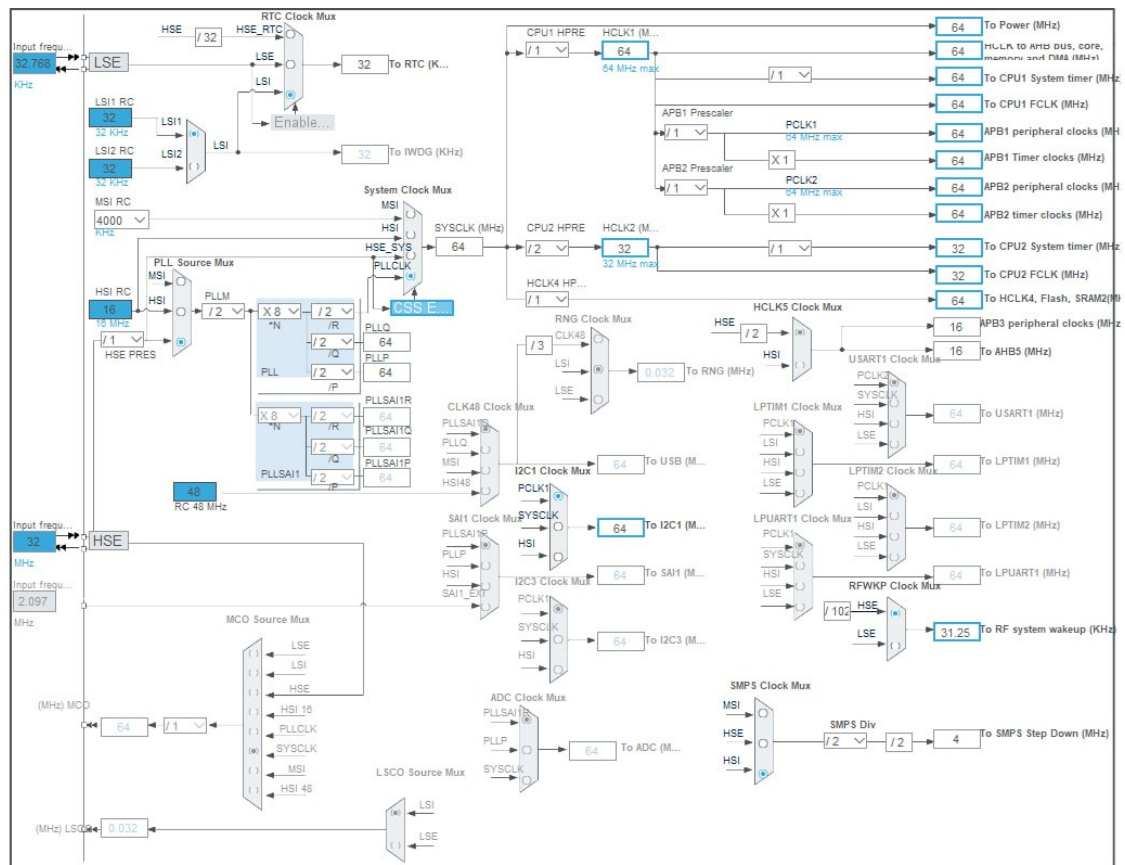 RTC Clock Mux
HSE
/ 32
HSE_RTC
Input frequ...
32.768
KHz
LSE
LSE
LSI
32
To RTC (K...
Enable...
LSI1 RC
32
32 KHz
LSI1
LSI2 RC
32
32 KHz
LSI2
LSI
32
To IWDG (KHz)
MSI RC
4000
KHz
System Clock Mux
MSI
HSI
HSE_SYS
PLLCLK
CSS E...
SYSCLK (MHz)
64
PLL Source Mux
MSI
HSI RC
16
16 MHz
HSI
/ 1
HSE PRES
PLLM
/ 2
X 8
*N
/ 2
/R
PLLQ
/ 2
64
/Q
PLLP
/ 2
64
/P
PLL
X 8
*N
PLLSAI1R
/ 2
64
/R
PLLSAI1Q
/ 2
64
/Q
PLLSAI1P
/ 2
64
/P
PLLSAI1
48
RC 48 MHz
CPU1 HPRE
/ 1
HCLK1 (M...
64
64 MHz max
64
To Power (MHz)
64
HCLK to AHB bus, core,
memory and DMA (MHz)
/ 1
64
To CPU1 System timer (MHz)
64
To CPU1 FCLK (MHz)
APB1 Prescaler
/ 1
PCLK1
64 MHz max
64
APB1 peripheral clocks (MH
X 1
64
APB1 Timer clocks (MHz)
APB2 Prescaler
/ 1
PCLK2
64 MHz max
64
APB2 peripheral clocks (MH
X 1
64
APB2 timer clocks (MHz)
CPU2 HPRE
/ 2
HCLK2 (M...
32
32 MHz max
/ 1
32
To CPU2 System timer (MHz)
32
To CPU2 FCLK (MHz)
HCLK4 HP...
/ 1
64
To HCLK4, Flash, SRAM2(MH
RNG Clock Mux
/ 3
CLK48
LSI
LSE
0.032
To RNG (MHz)
HCLK5 Clock Mux
HSE
/ 2
HSI
16
APB3 peripheral clocks (MHz
16
To AHB5 (MHz)
CLK48 Clock Mux
PLLSAI1Q
PLLQ
MSI
HSI48
64
To USB (M...
USART1 Clock Mux
PCLK2
SYSCLK
HSI
LSE
64
To USART1 (MHz)
LPTIM1 Clock Mux
PCLK1
LSI
HSI
LSE
64
To LPTIM1 (MHz)
LPTIM2 Clock Mux
PCLK1
LSI
HSI
LSE
64
To LPTIM2 (MHz)
I2C1 Clock Mux
PCLK1
SYSCLK
HSI
64
To I2C1 (M...
Input frequ...
32
MHz
HSE
SAI1 Clock Mux
PLLSAI1P
PLLP
HSI
SAI1_EXT
64
To SAI1 (M...
LPUART1 Clock Mux
PCLK1
SYSCLK
HSI
LSE
64
To LPUART1 (MHz)
Input frequ...
2.097
MHz
I2C3 Clock Mux
PCLK1
SYSCLK
HSI
64
To I2C3 (M...
RFWKP Clock Mux
/ 102
HSE
LSE
31.25
To RF system wakeup (KHz)
MCO Source Mux
LSE
LSI
HSE
HSI 16
PLLCLK
SYSCLK
MSI
HSI 48
(MHz) MCO
64
/ 1
ADC Clock Mux
PLLSAI1R
PLLP
SYSCLK
64
To ADC (M...
SMPS Clock Mux
MSI
HSE
HSI
SMPS Div
/ 2
/ 2
4
To SMPS Step Down (MHz)
LSCO Source Mux
LSI
LSE
(MHz) LSCO
0.032